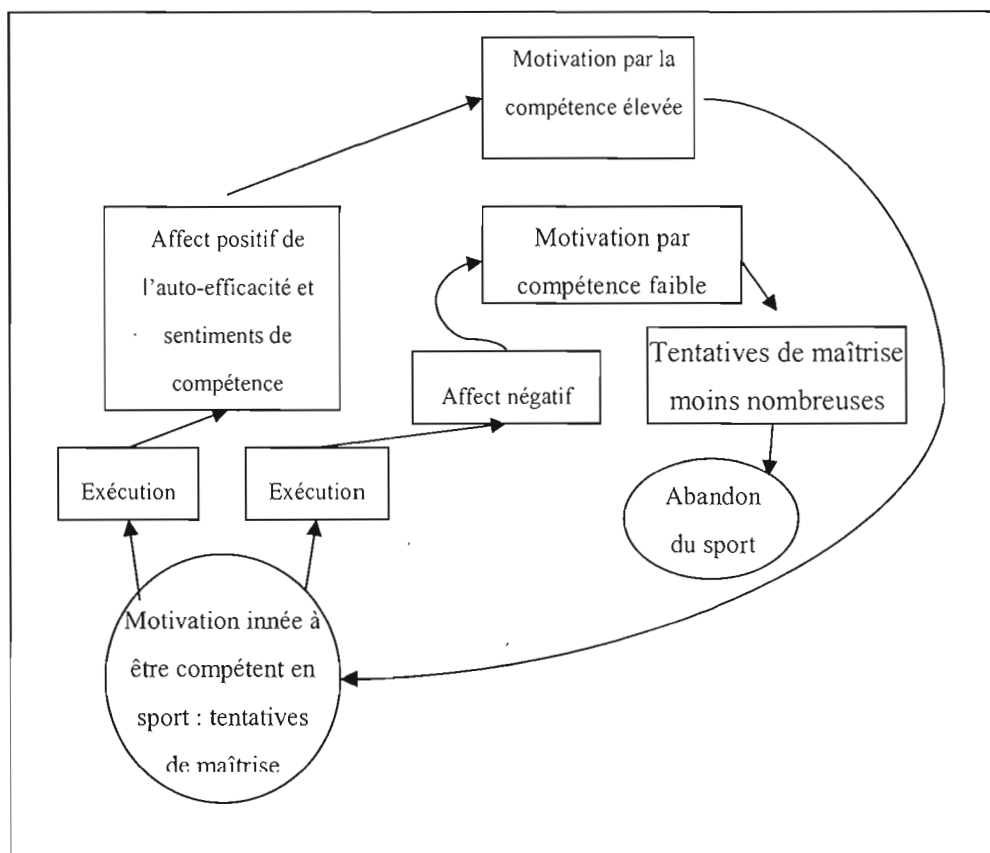 Motivation par la
compétence élevée
Affect positif de
l'auto-efficacité et
sentiments de
compétence
Motivation par
compétence faible
Tentatives de maîtrise
moins nombreuses
Affect négatif
Exécution
Exécution
Abandon
du sport
Motivation innée à
être compétent en
sport : tentatives
de maîtrise